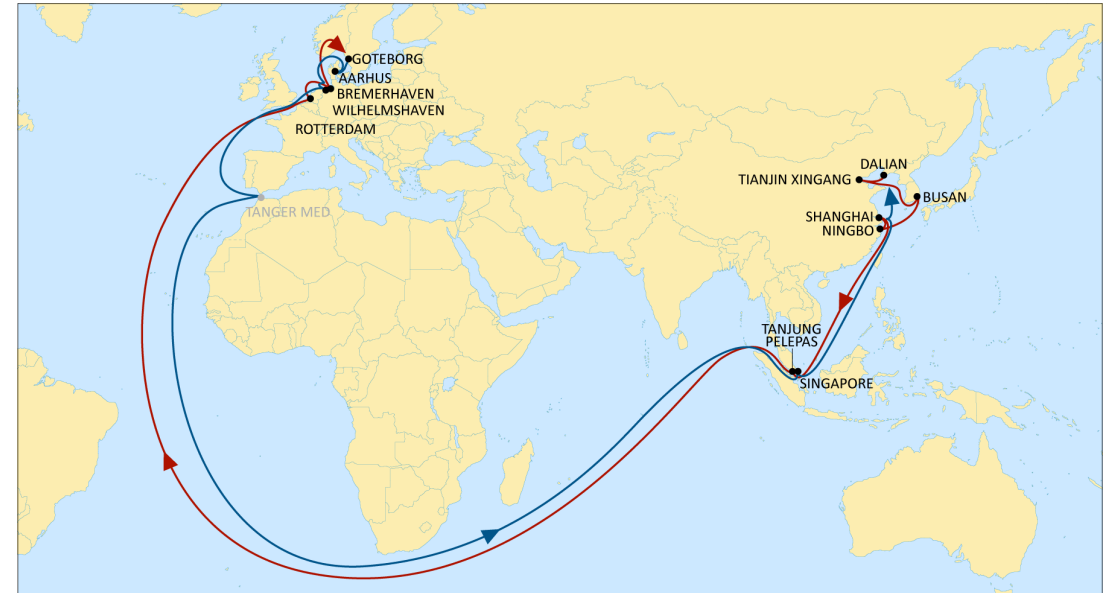 GOTEBORG
AARHUS
BREMERHAVEN
WILHELMSHAVEN
ROTTERDAM
TANGER MED
DALIAN
TIANJIN XINGANG
BUSAN
SHANGHAI
NINGBO
TANJUNG
PELEPAS
SINGAPORE